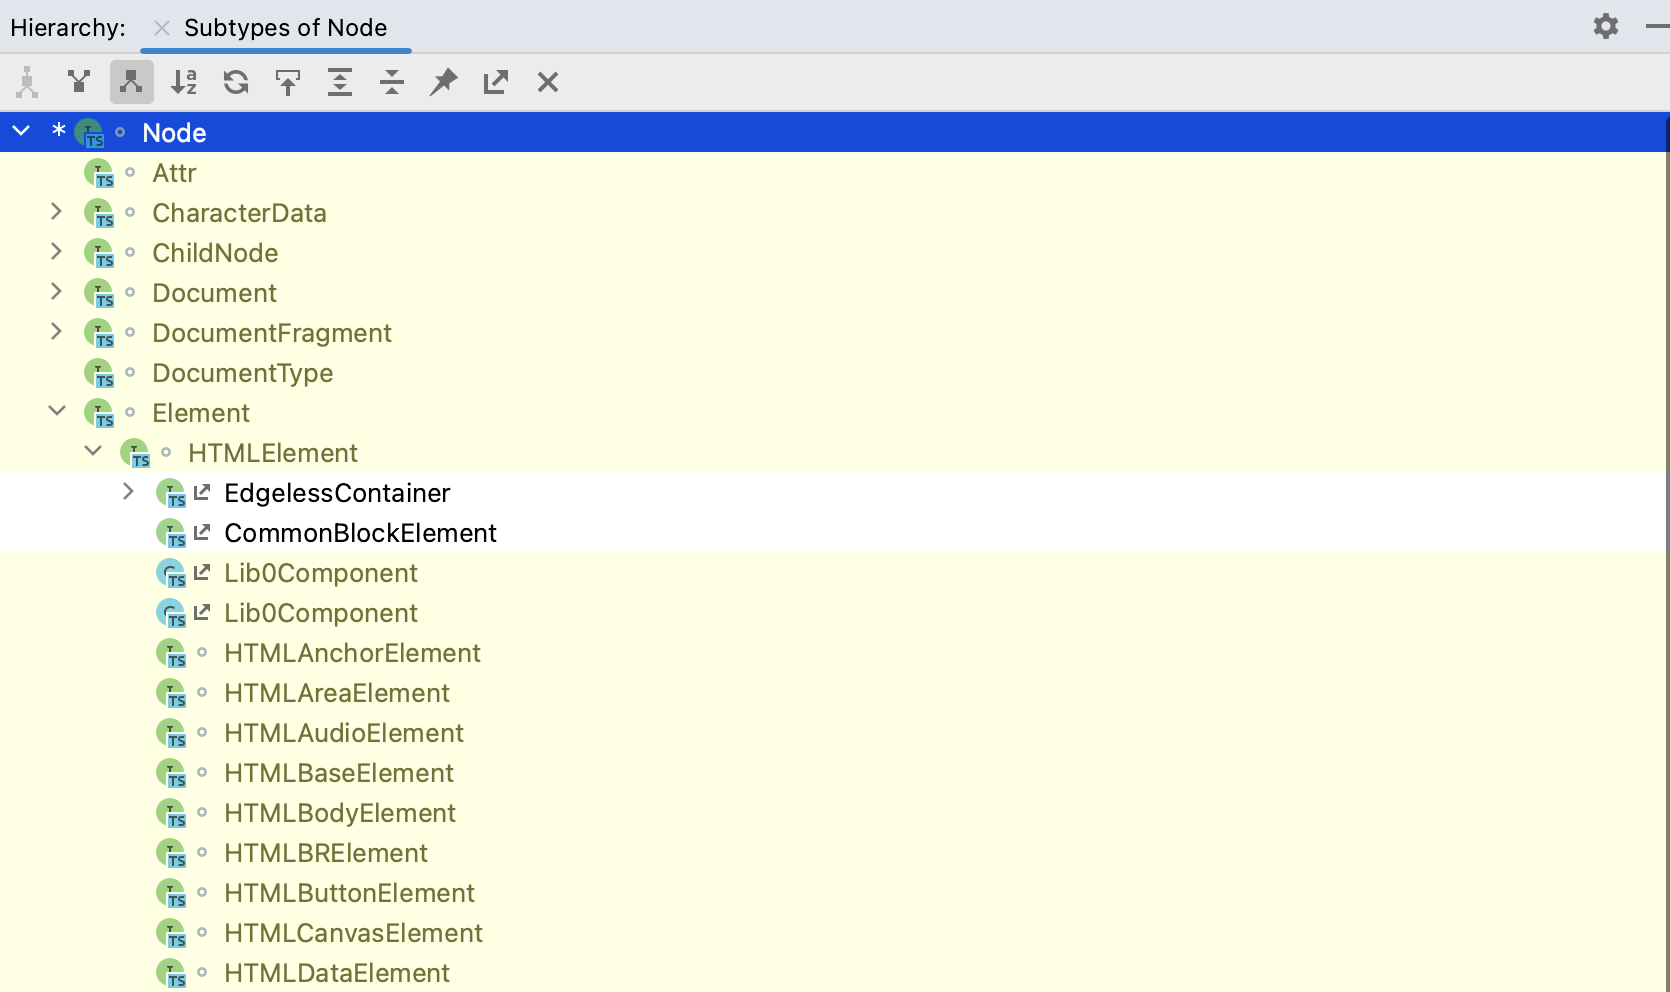 Hierarchy: Subtypes of Node
* Node
Attr
CharacterData
ChildNode
Document
DocumentFragment
DocumentType
Element
HTMLElement
EdgelessContainer
CommonBlockElement
Lib0Component
Lib0Component
HTMLAnchorElement
HTMLAreaElement
HTMLAudioElement
HTMLBaseElement
HTMLBodyElement
HTMLBRElement
HTMLButtonElement
HTMLCanvasElement
HTMLDataElement